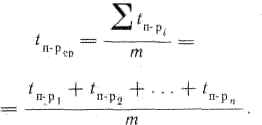 t_{п-р_{ср}} = \frac{\sum t_{п-р_i}}{m} =
= \frac{t_{п-р_1} + t_{п-р_2} + \ldots + t_{п-р_n}}{m}.